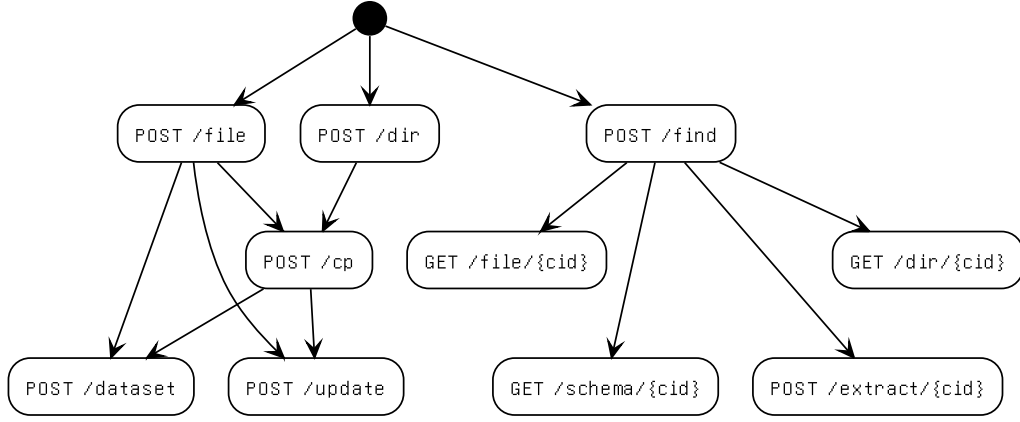 POST /file
POST /dir
POST /find
POST /cp
GET /file/{cid}
GET /dir/{cid}
POST /dataset
POST /update
GET /schema/{cid}
POST /extract/{cid}